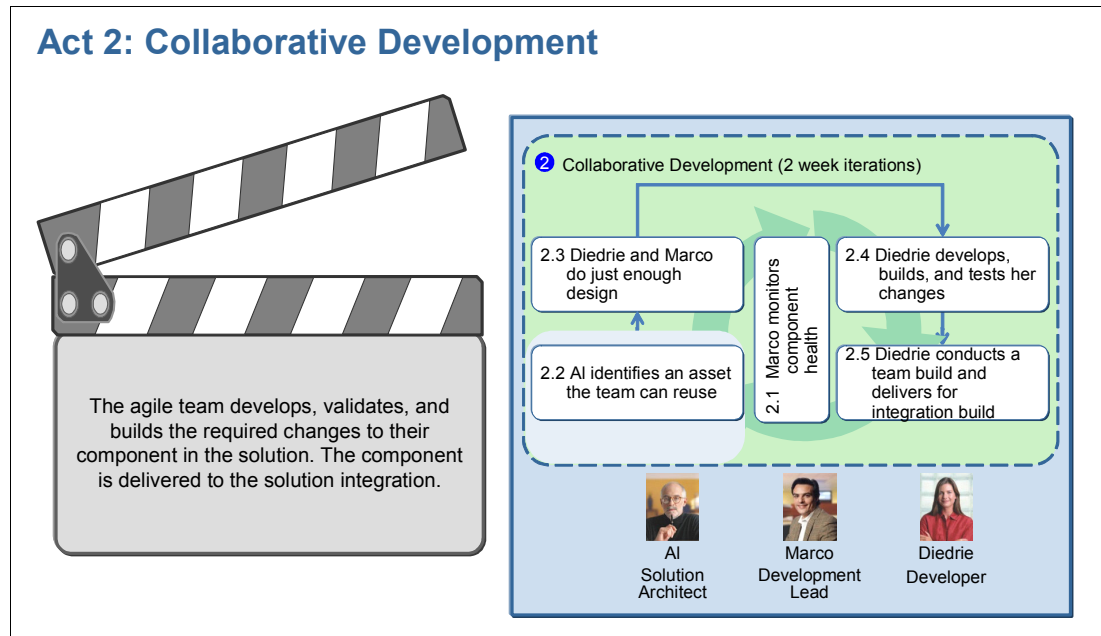 Act 2: Collaborative Development
The agile team develops, validates, and
builds the required changes to their
component in the solution. The component
is delivered to the solution integration.
2 Collaborative Development (2 week iterations)
2.3 Diedrie and Marco
do just enough
design
2.2 Al identifies an asset
the team can reuse
2.1 Marco monitors
component
health
2.4 Diedrie develops,
builds, and tests her
changes
2.5 Diedrie conducts a
team build and
delivers for
integration build
Al
Solution
Architect
Marco
Development
Lead
Diedrie
Developer